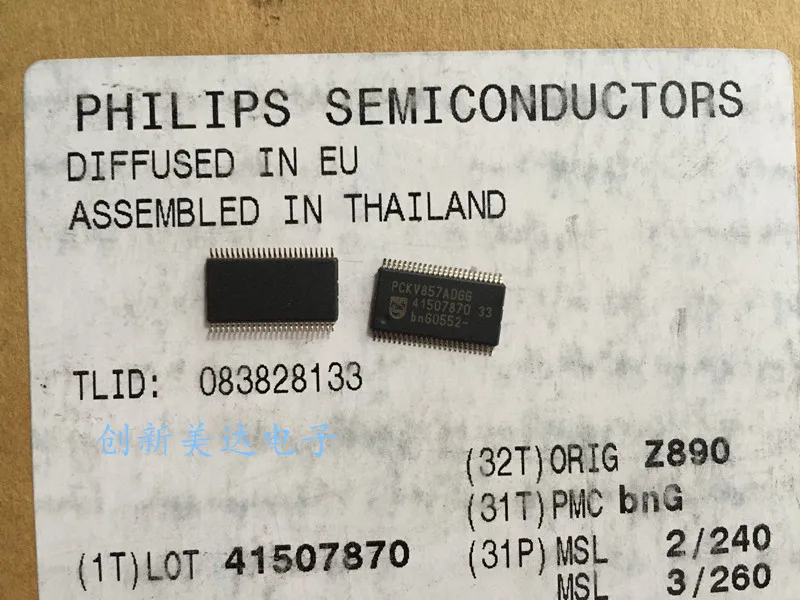 PHILIPS SEMICONDUCTORS
DIFFUSED IN EU
ASSEMBLED IN THAILAND
PCKV857ADGG
41507870 33
bnG0552-
TLID: 083828133
创新美达电子
(32T)ORIG Z890
(31T)PMC bnG
(1T)LOT 41507870
(31P)MSL 2/240
MSL 3/260